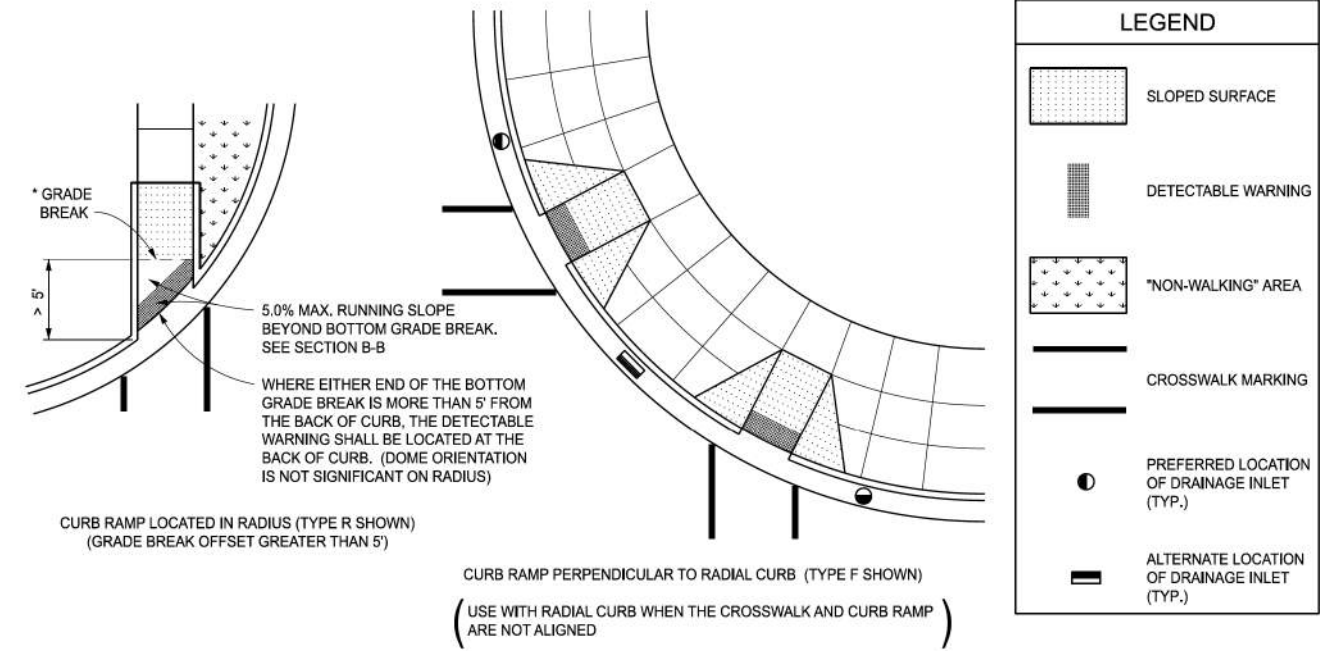 * GRADE
BREAK
> 5'
5.0% MAX. RUNNING SLOPE
BEYOND BOTTOM GRADE BREAK.
SEE SECTION B-B
WHERE EITHER END OF THE BOTTOM
GRADE BREAK IS MORE THAN 5' FROM
THE BACK OF CURB, THE DETECTABLE
WARNING SHALL BE LOCATED AT THE
BACK OF CURB. (DOME ORIENTATION
IS NOT SIGNIFICANT ON RADIUS)
CURB RAMP LOCATED IN RADIUS (TYPE R SHOWN)
(GRADE BREAK OFFSET GREATER THAN 5')
CURB RAMP PERPENDICULAR TO RADIAL CURB (TYPE F SHOWN)
(USE WITH RADIAL CURB WHEN THE CROSSWALK AND CURB RAMP
ARE NOT ALIGNED)
LEGEND
SLOPED SURFACE
DETECTABLE WARNING
"NON-WALKING" AREA
CROSSWALK MARKING
PREFERRED LOCATION
OF DRAINAGE INLET
(TYP.)
ALTERNATE LOCATION
OF DRAINAGE INLET
(TYP.)